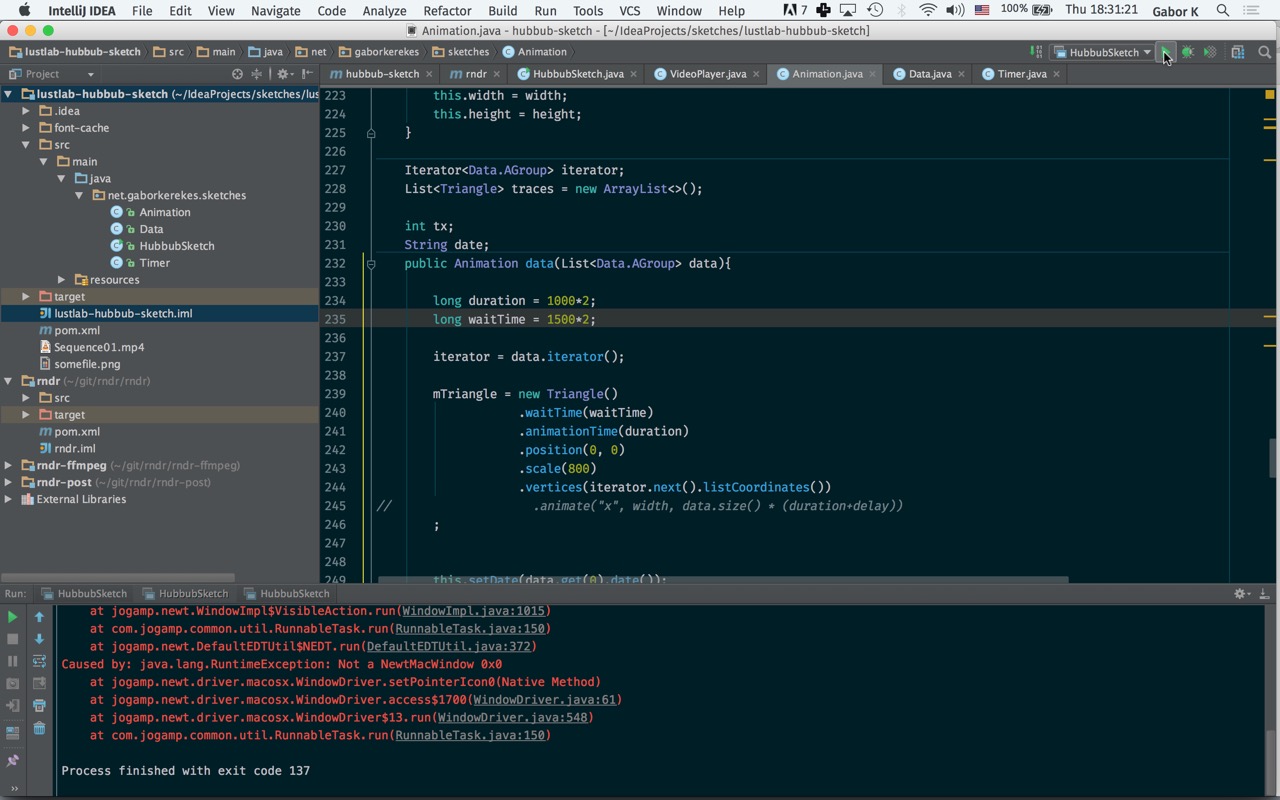 IntelliJ IDEA File Edit View Navigate Code Analyze Refactor Build Run Tools VCS Window Help 7 100% Thu 18:31:21 Gabor K
Animation.java - hubbub-sketch - [~/IdeaProjects/sketches/lustlab-hubbub-sketch]
lustlab-hubbub-sketch src main java net gaborkerekes sketches Animation HubbubSketch
Project hubbub-sketch rndr HubbubSketch.java VideoPlayer.java Animation.java Data.java Timer.java
lustlab-hubbub-sketch (~/IdeaProjects/sketches/lus
.idea
font-cache
src
main
java
net.gaborkerekes.sketches
Animation
Data
HubbubSketch
Timer
resources
target
lustlab-hubbub-sketch.iml
pom.xml
Sequence01.mp4
somefile.png
rndr (~/git/rndr/rndr)
src
target
pom.xml
rndr.iml
rndr-ffmpeg (~/git/rndr/rndr-ffmpeg)
rndr-post (~/git/rndr/rndr-post)
External Libraries
223 this.width = width;
224 this.height = height;
225 }
226
227 Iterator<Data.AGroup> iterator;
228 List<Triangle> traces = new ArrayList<>();
229
230 int tx;
231 String date;
232 public Animation data(List<Data.AGroup> data){
233
234 long duration = 1000*2;
235 long waitTime = 1500*2;
236
237 iterator = data.iterator();
238
239 mTriangle = new Triangle()
240 .waitTime(waitTime)
241 .animationTime(duration)
242 .position(0, 0)
243 .scale(800)
244 .vertices(iterator.next().listCoordinates())
245 // .animate("x", width, data.size() * (duration+delay))
246 ;
247
248
249 this.setDate(data.get(0).date());
Run: HubbubSketch HubbubSketch HubbubSketch
at jogamp.newt.WindowImpl$VisibleAction.run(WindowImpl.java:1015)
at com.jogamp.common.util.RunnableTask.run(RunnableTask.java:150)
at jogamp.newt.DefaultEDTUtil$NEDT.run(DefaultEDTUtil.java:372)
Caused by: java.lang.RuntimeException: Not a NewtMacWindow 0x0
at jogamp.newt.driver.macosx.WindowDriver.setPointerIcon0(Native Method)
at jogamp.newt.driver.macosx.WindowDriver.access$1700(WindowDriver.java:61)
at jogamp.newt.driver.macosx.WindowDriver$13.run(WindowDriver.java:548)
at com.jogamp.common.util.RunnableTask.run(RunnableTask.java:150)
Process finished with exit code 137